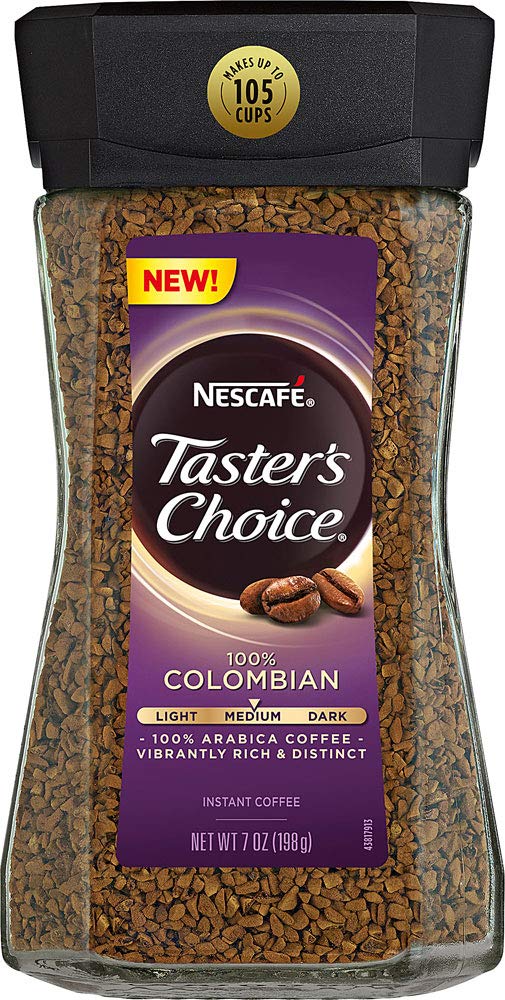 MAKES UP TO
105
CUPS
NEW!
NESCAFÉ®
Taster's
Choice®
100%
COLOMBIAN
LIGHT MEDIUM DARK
- 100% ARABICA COFFEE -
VIBRANTLY RICH & DISTINCT
INSTANT COFFEE
NET WT 7 OZ (198g)
43817913